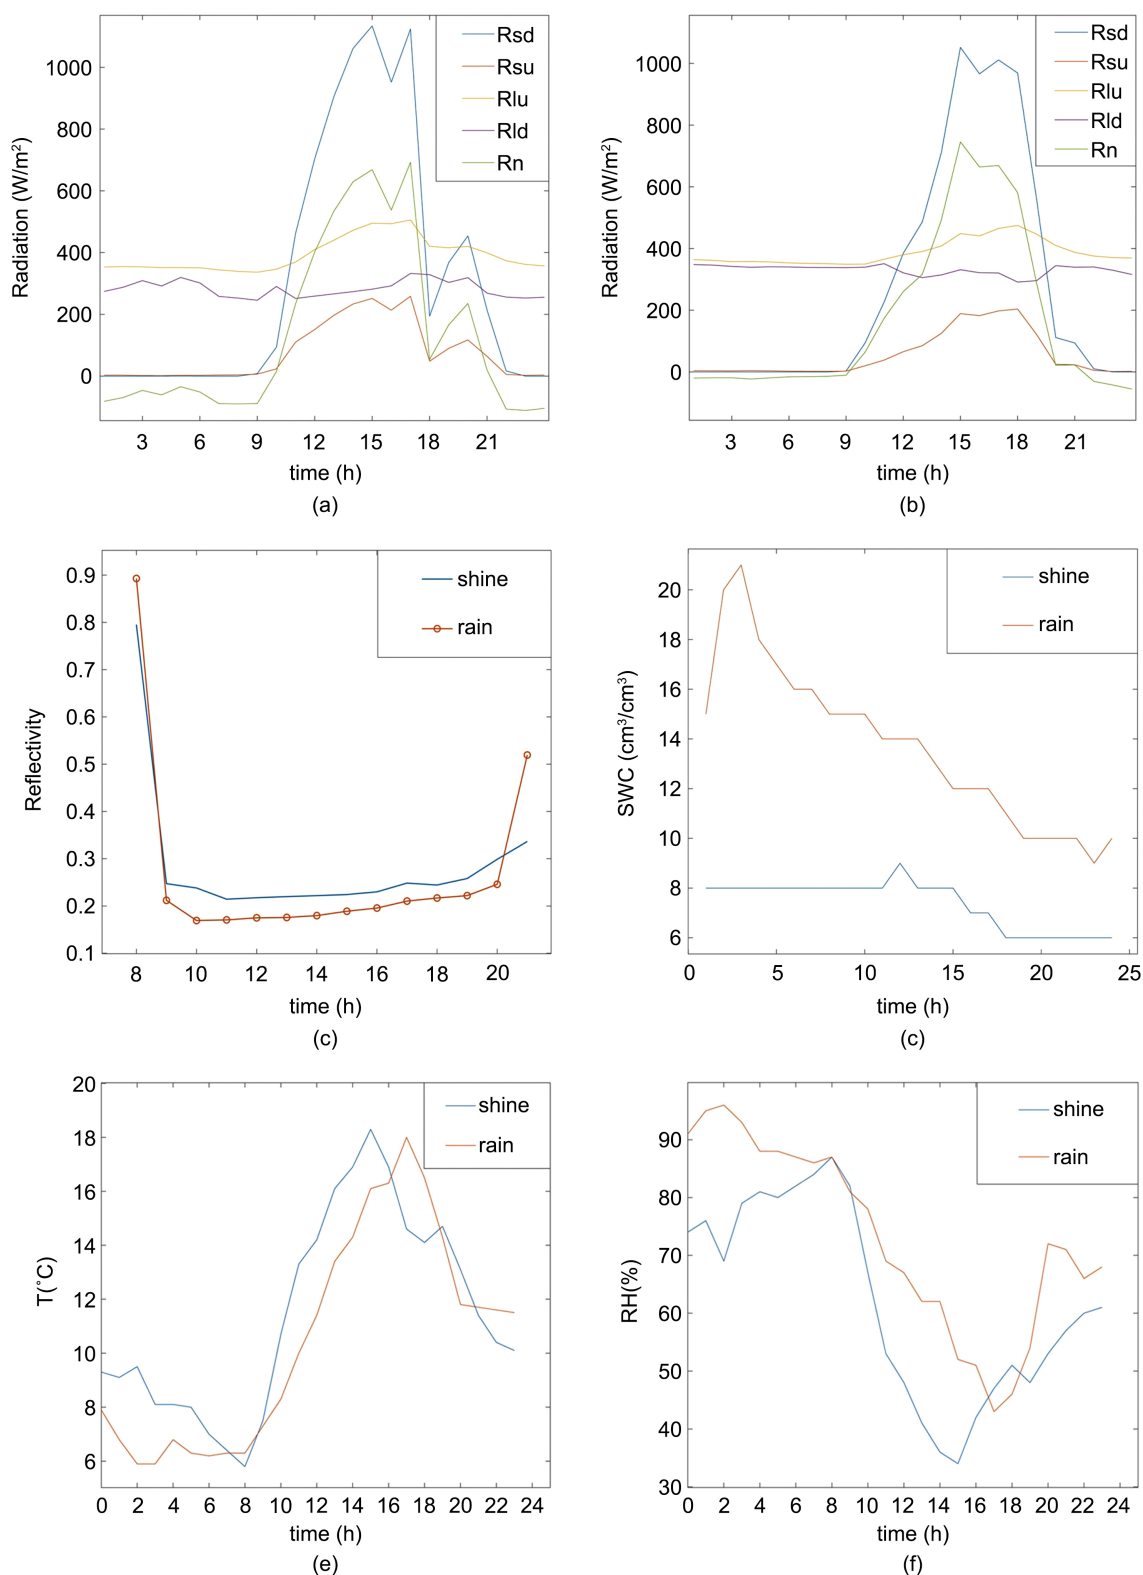 Rsd
Rsu
Rlu
Rld
Rn
1000
800
600
400
200
0
Radiation (W/m²)
3 6 9 12 15 18 21
time (h)
(a)
Rsd
Rsu
Rlu
Rld
Rn
1000
800
600
400
200
0
Radiation (W/m²)
3 6 9 12 15 18 21
time (h)
(b)
shine
rain
0.9
0.8
0.7
0.6
0.5
0.4
0.3
0.2
0.1
Reflectivity
8 10 12 14 16 18 20
time (h)
(c)
shine
rain
20
18
16
14
12
10
8
6
SWC (cm³/cm³)
0 5 10 15 20 25
time (h)
(c)
shine
rain
20
18
16
14
12
10
8
6
T(°C)
0 2 4 6 8 10 12 14 16 18 20 22 24
time (h)
(e)
shine
rain
90
80
70
60
50
40
30
RH(%)
0 2 4 6 8 10 12 14 16 18 20 22 24
time (h)
(f)